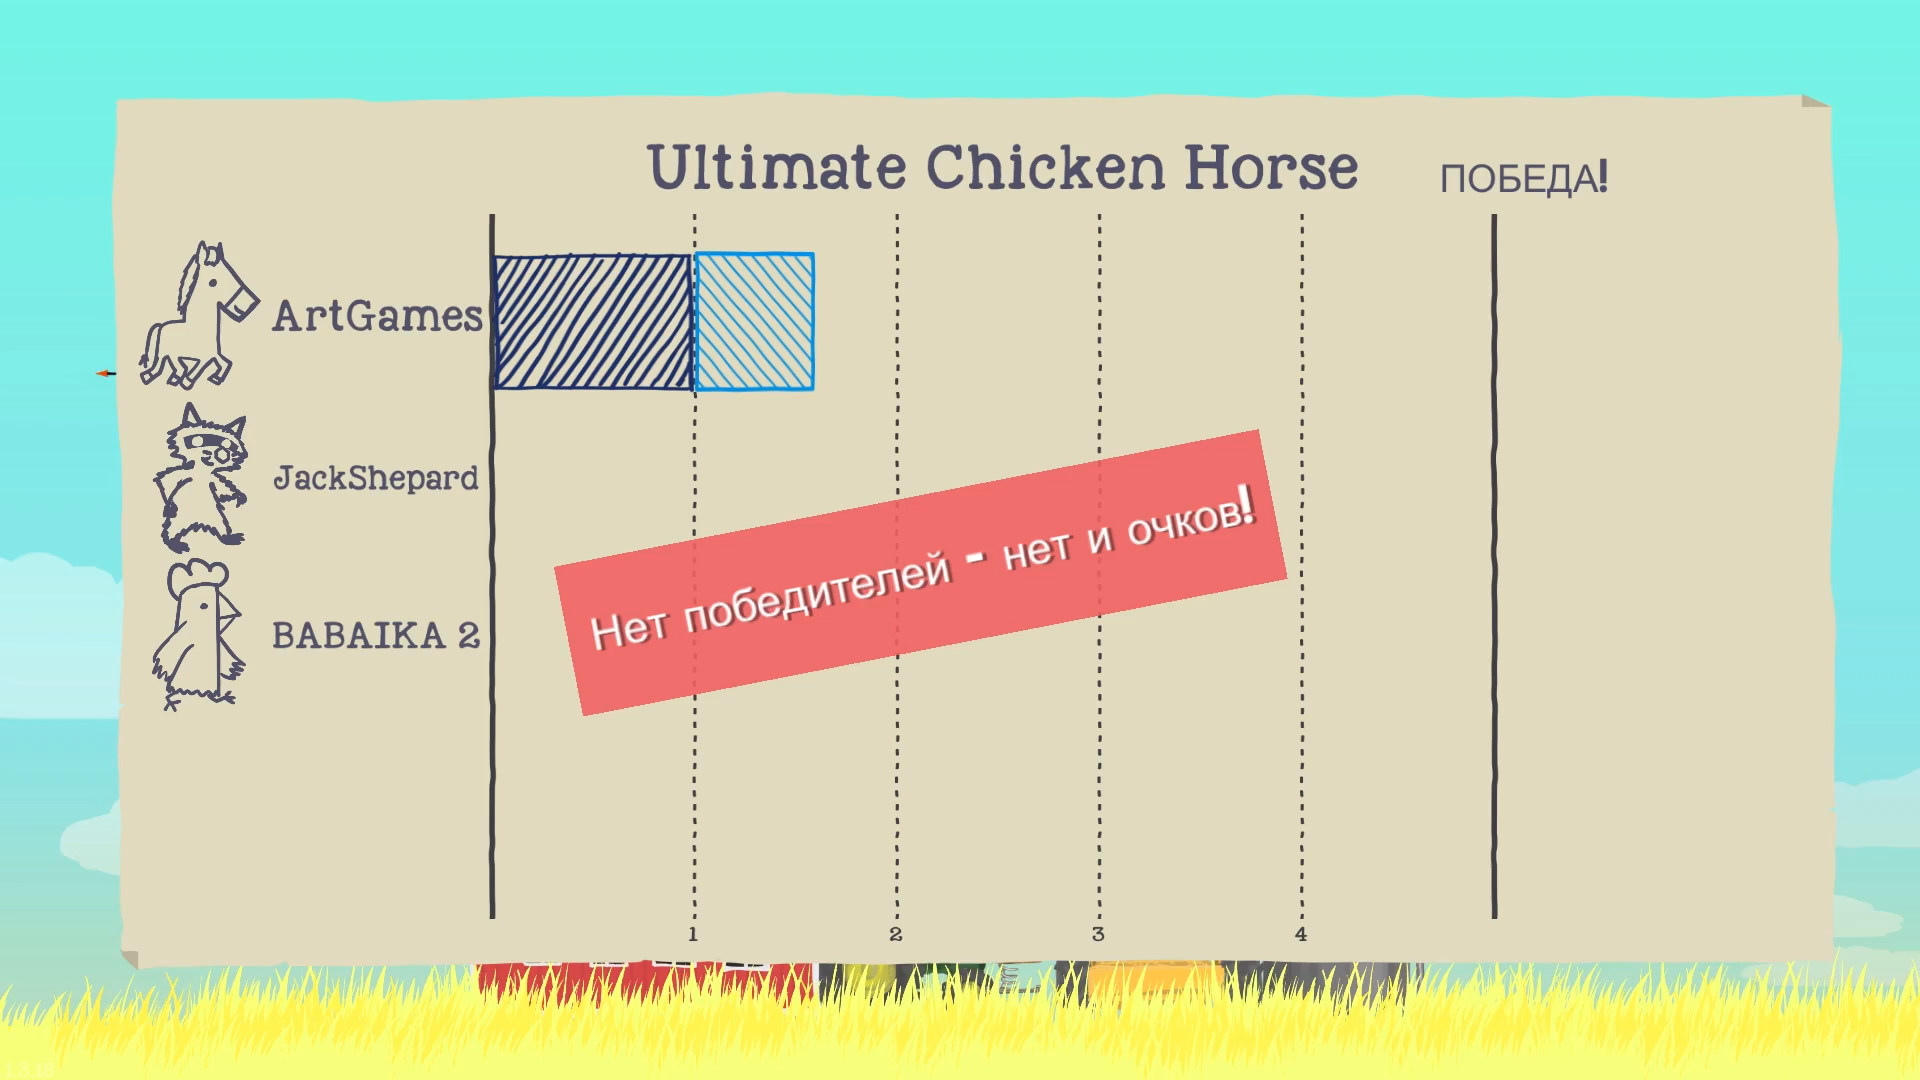 Ultimate Chicken Horse
ПОБЕДА!
ArtGames
JackShepard
BABAIKA 2
Нет победителей - нет и очков!
1 2 3 4